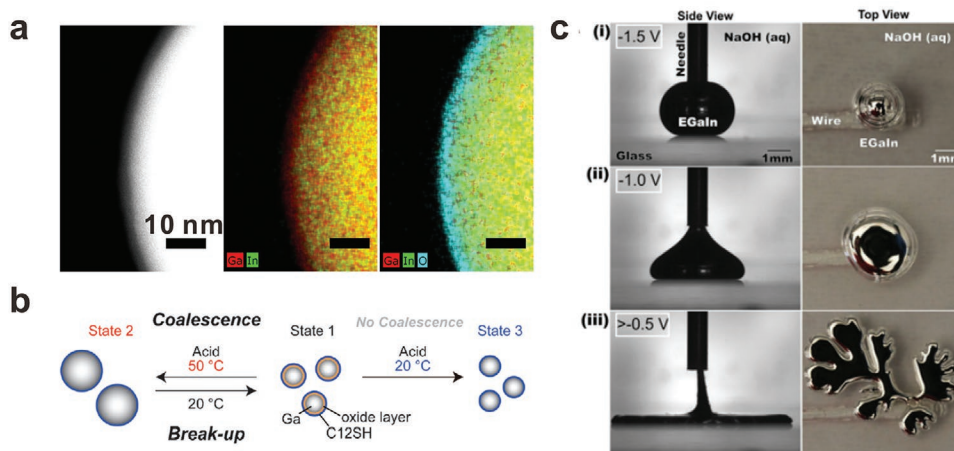 a
10 nm
Ga In
Ga In O
b
State 2
Coalescence
Acid
50 °C
20 °C
Break-up
State 1
Ga
oxide layer
C12SH
No Coalescence
Acid
20 °C
State 3
c
Side View
Top View
(i)
-1.5 V
Needle
NaOH (aq)
EGaIn
Glass
1mm
NaOH (aq)
Wire
EGaIn
1mm
(ii)
-1.0 V
(iii)
>-0.5 V